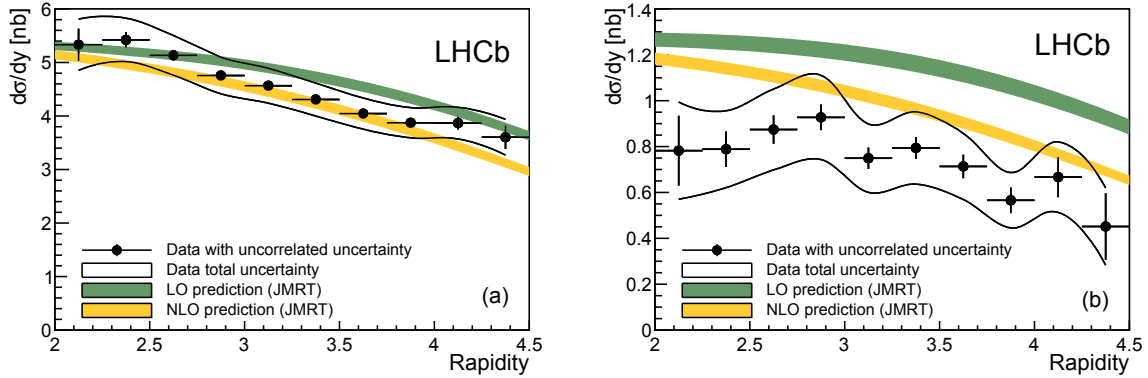 dσ/dy [nb]
6
5
4
3
2
1
0
LHCb
Data with uncorrelated uncertainty
Data total uncertainty
LO prediction (JMRT)
NLO prediction (JMRT)
(a)
2 2.5 3 3.5 4 4.5
Rapidity
dσ/dy [nb]
1.4
1.2
1.0
0.8
0.6
0.4
0.2
0
LHCb
Data with uncorrelated uncertainty
Data total uncertainty
LO prediction (JMRT)
NLO prediction (JMRT)
(b)
2 2.5 3 3.5 4 4.5
Rapidity